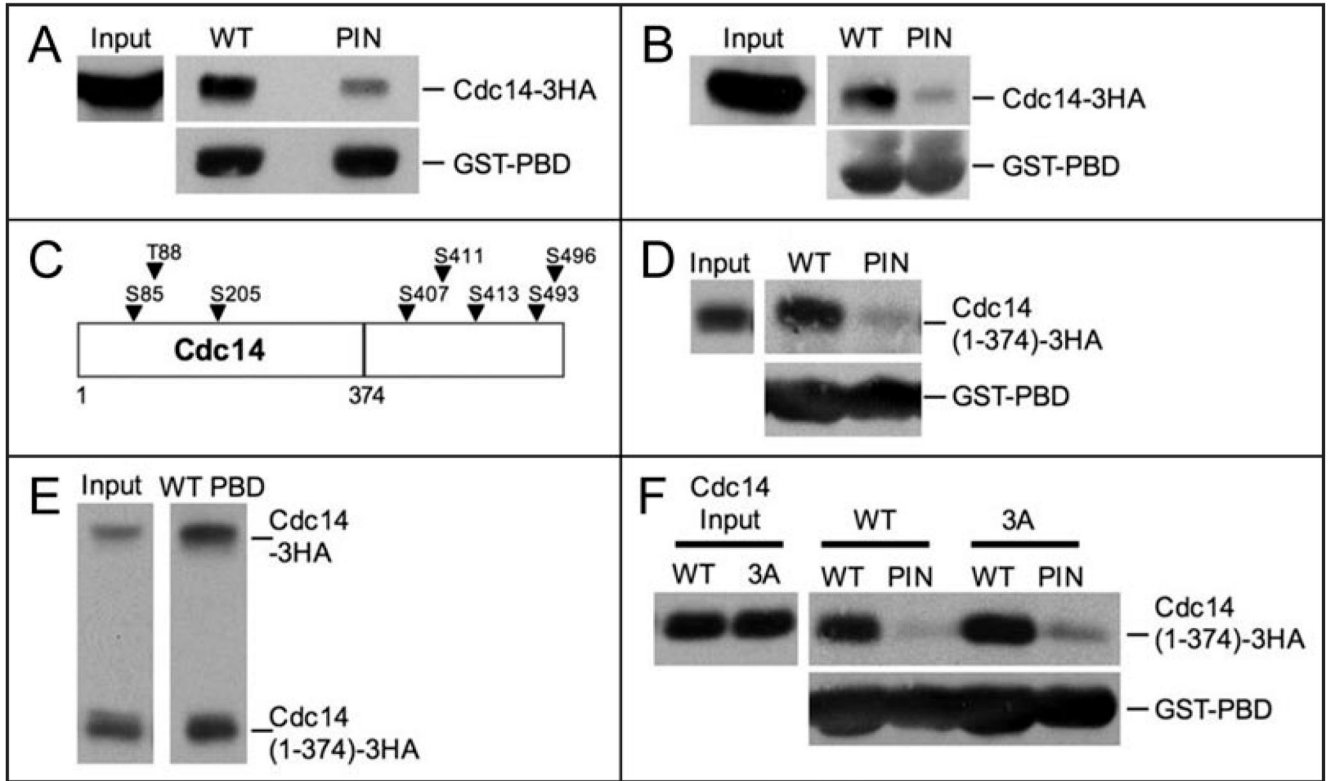 A
Input WT PIN
Cdc14-3HA
GST-PBD
B
Input WT PIN
Cdc14-3HA
GST-PBD
C
T88 S411 S496
S85 S205 S407 S413 S493
Cdc14
1 374
D
Input WT PIN
Cdc14
(1-374)-3HA
GST-PBD
E
Input WT PBD
Cdc14
-3HA
Cdc14
(1-374)-3HA
F
Cdc14
Input WT 3A
WT 3A WT PIN WT PIN
Cdc14
(1-374)-3HA
GST-PBD